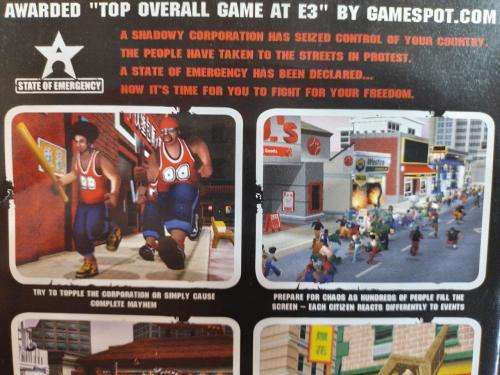 AWARDED "TOP OVERALL GAME AT E3" BY GAMESPOT.COM
A SHADOWY CORPORATION HAS SEIZED CONTROL OF YOUR COUNTRY.
THE PEOPLE HAVE TAKEN TO THE STREETS IN PROTEST.
A STATE OF EMERGENCY HAS BEEN DECLARED...
NOW IT'S TIME FOR YOU TO FIGHT FOR YOUR FREEDOM.
STATE OF EMERGENCY
TRY TO TOPPLE THE CORPORATION OR SIMPLY CAUSE
COMPLETE MAYHEM
PREPARE FOR CHAOS AS HUNDREDS OF PEOPLE FILL THE
SCREEN – EACH CITIZEN REACTS DIFFERENTLY TO EVENTS